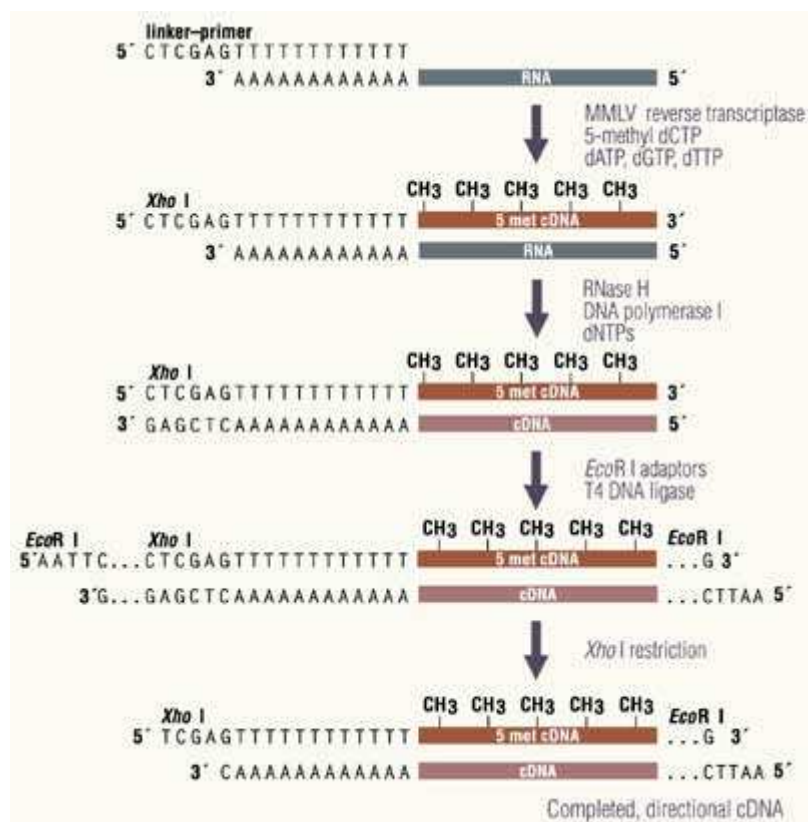 linker–primer
5´ CTCGAGTTTTTTTTTTTT
3´ AAAAAAAAAAAA RNA 5´
MMLV reverse transcriptase
5-methyl dCTP
dATP, dGTP, dTTP
CH3 CH3 CH3 CH3 CH3
Xho I
5´ CTCGAGTTTTTTTTTTTT 5 met cDNA 3´
3´ AAAAAAAAAAAA RNA 5´
RNase H
DNA polymerase I
dNTPs
CH3 CH3 CH3 CH3 CH3
Xho I
5´ CTCGAGTTTTTTTTTTTT 5 met cDNA 3´
3´ GAGCTCAAAAAAAAAAAA cDNA 5´
EcoR I adaptors
T4 DNA ligase
CH3 CH3 CH3 CH3 CH3
EcoR I Xho I EcoR I
5´AATTC...CTCGAGTTTTTTTTTTTT 5 met cDNA ...G 3´
3´G...GAGCTCAAAAAAAAAAAA cDNA ...CTTAA 5´
Xho I restriction
CH3 CH3 CH3 CH3 CH3
Xho I EcoR I
5´ TCGAGTTTTTTTTTTTT 5 met cDNA ...G 3´
3´ CAAAAAAAAAAAA cDNA ...CTTAA 5´
Completed, directional cDNA